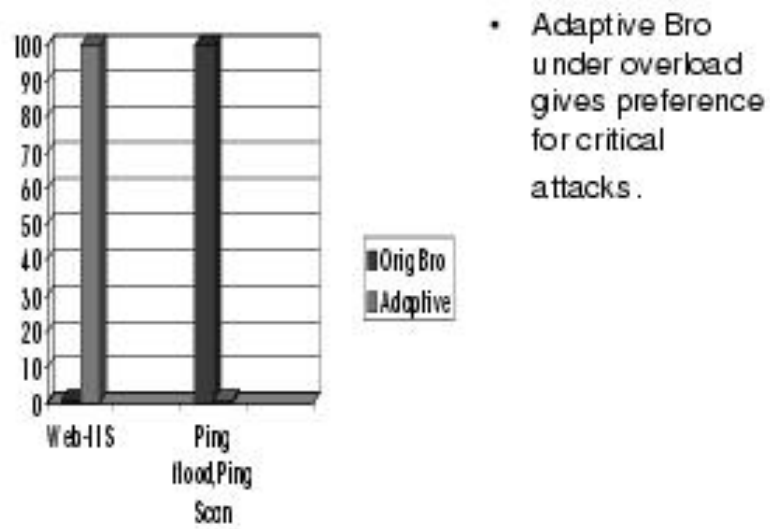 100
90
80
70
60
50
40
30
20
10
0
Web-IIS
Ping
flood,Ping
Scan
Orig Bro
Adaptive
• Adaptive Bro
under overload
gives preference
for critical
attacks.